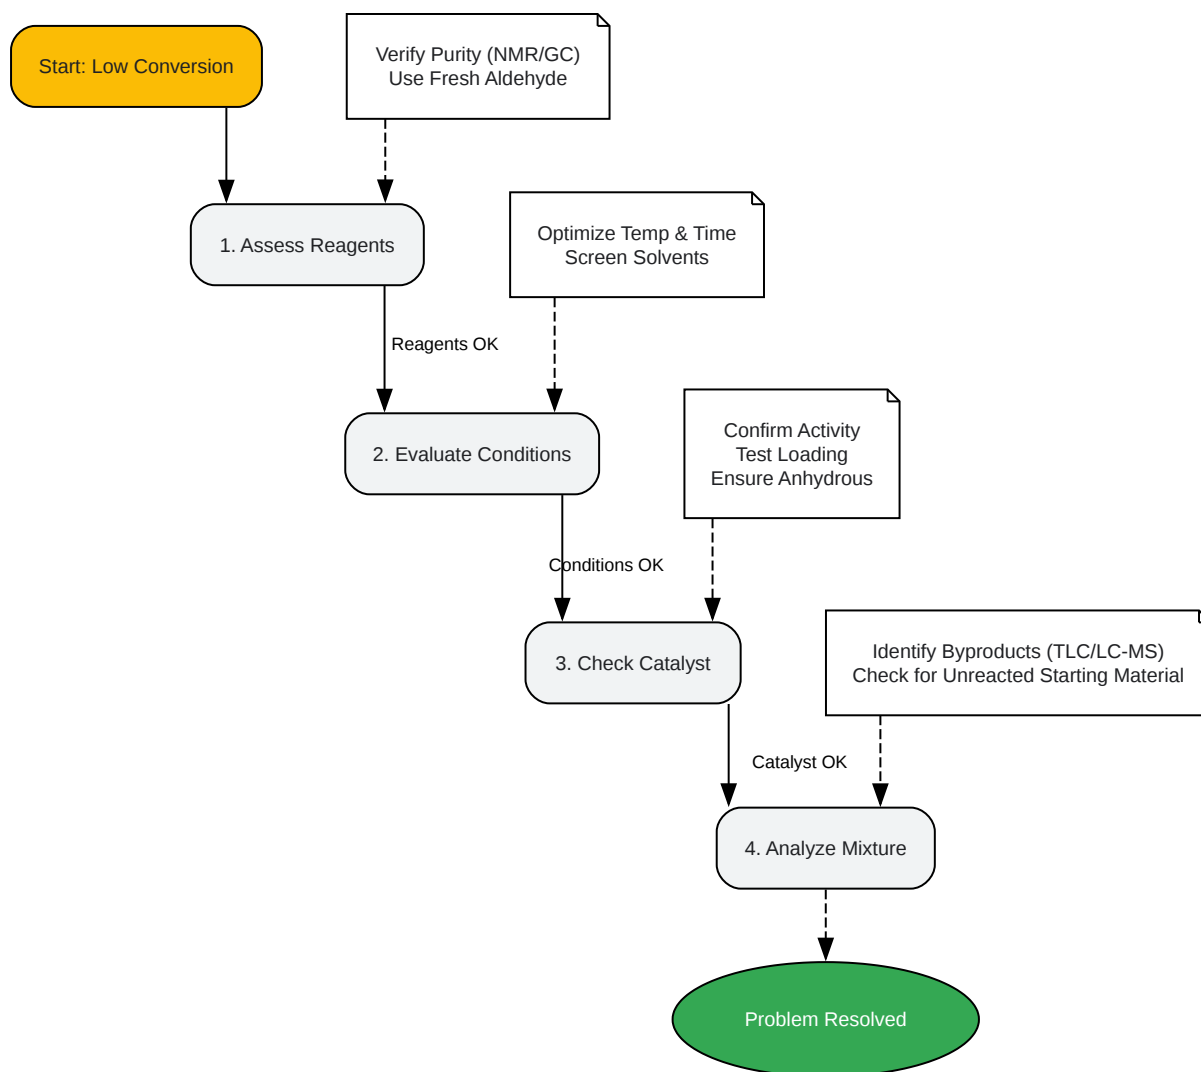 Start: Low Conversion
Verify Purity (NMR/GC)
Use Fresh Aldehyde
1. Assess Reagents
Optimize Temp & Time
Screen Solvents
Reagents OK
2. Evaluate Conditions
Confirm Activity
Test Loading
Ensure Anhydrous
Conditions OK
3. Check Catalyst
Identify Byproducts (TLC/LC-MS)
Check for Unreacted Starting Material
Catalyst OK
4. Analyze Mixture
Problem Resolved